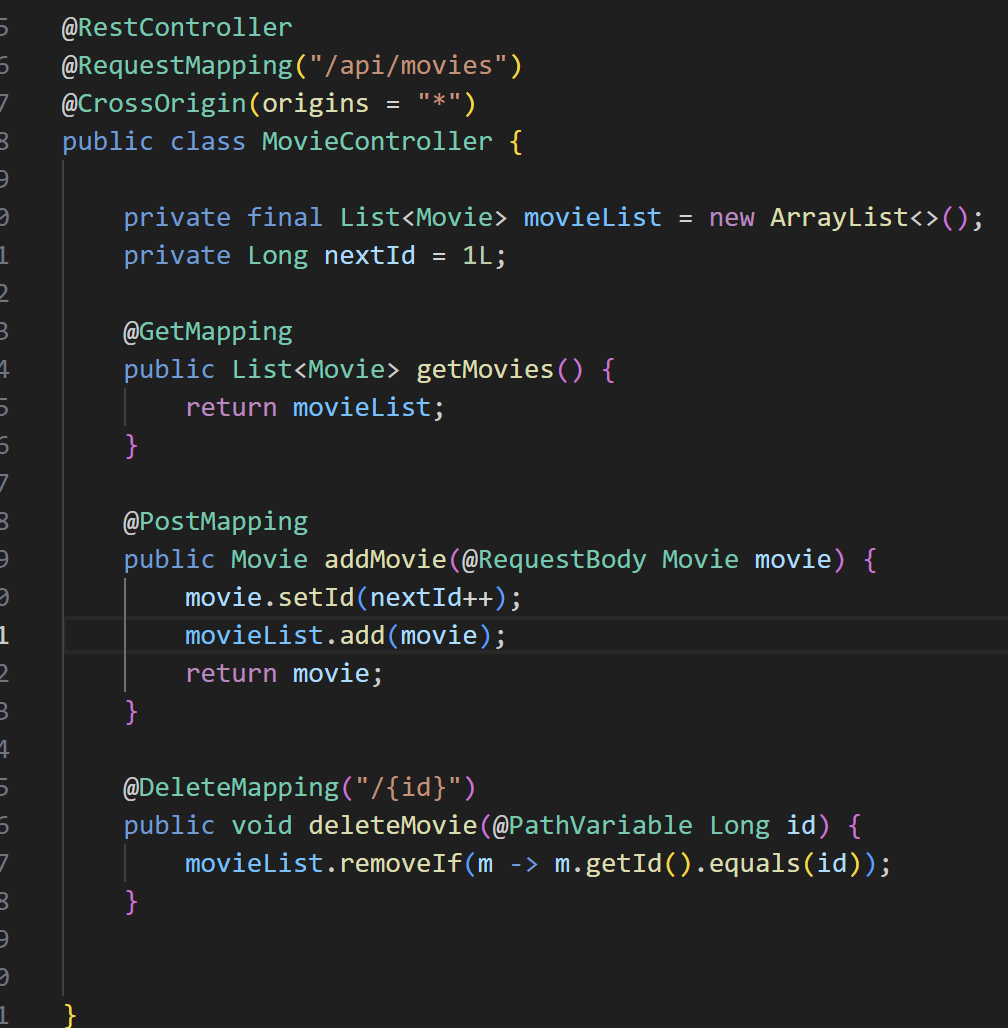 5 @RestController
6 @RequestMapping("/api/movies")
7 @CrossOrigin(origins = "*")
8 public class MovieController {
9
0 private final List<Movie> movieList = new ArrayList<>();
1 private Long nextId = 1L;
2
3 @GetMapping
4 public List<Movie> getMovies() {
5 return movieList;
6 }
7
8 @PostMapping
9 public Movie addMovie(@RequestBody Movie movie) {
0 movie.setId(nextId++);
1 movieList.add(movie);
2 return movie;
3 }
4
5 @DeleteMapping("/{id}")
6 public void deleteMovie(@PathVariable Long id) {
7 movieList.removeIf(m -> m.getId().equals(id));
8 }
9
0
1 }